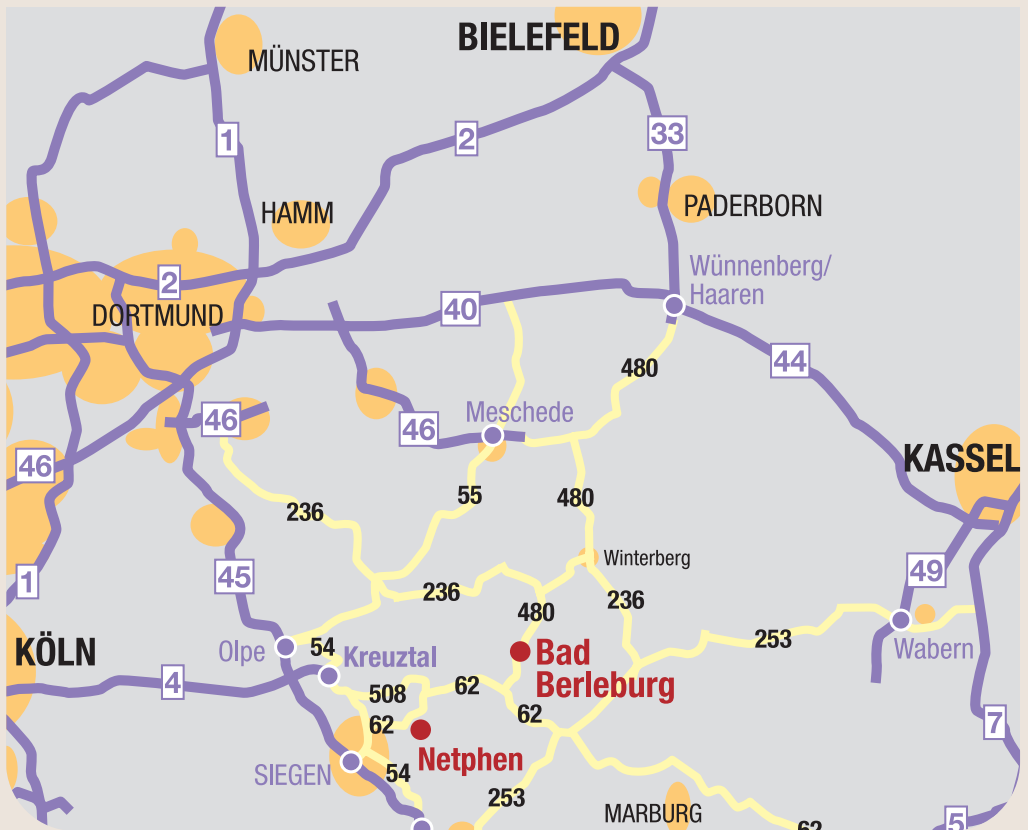 BIELEFELD
MÜNSTER
1
2
33
HAMM
PADERBORN
Wünnenberg/
Haaren
2
DORTMUND
40
480
44
Meschede
46
46
KASSEL
46
55
480
236
Winterberg
49
45
1
236
236
480
253
54
KÖLN
Olpe
Kreuztal
Bad
Berleburg
Wabern
4
508
62
62
62
7
Netphen
SIEGEN
54
253
MARBURG
62
5